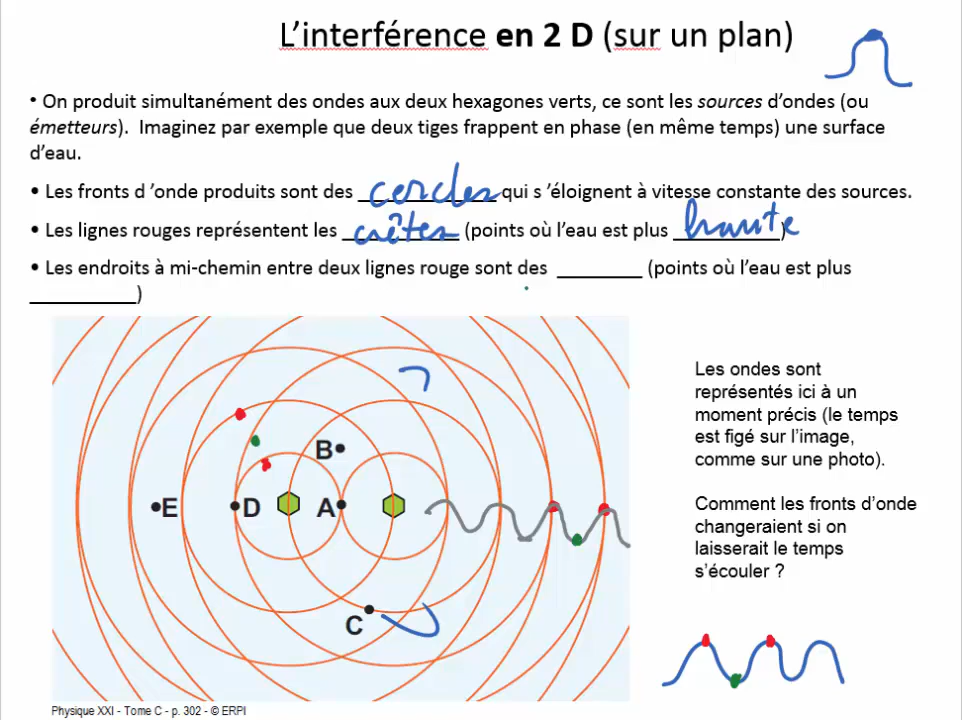 L'interférence en 2 D (sur un plan)
• On produit simultanément des ondes aux deux hexagones verts, ce sont les sources d'ondes (ou
émetteurs). Imaginez par exemple que deux tiges frappent en phase (en même temps) une surface
d'eau.
• Les fronts d 'onde produits sont des cercles qui s 'éloignent à vitesse constante des sources.
• Les lignes rouges représentent les crêtes (points où l'eau est plus haute)
• Les endroits à mi-chemin entre deux lignes rouge sont des ________ (points où l'eau est plus
__________)
Les ondes sont
représentés ici à un
moment précis (le temps
est figé sur l'image,
comme sur une photo).
B
E
D
A
C
Comment les fronts d'onde
changeraient si on
laisserait le temps
s'écouler ?
Physique XXI - Tome C - p. 302 - © ERPI